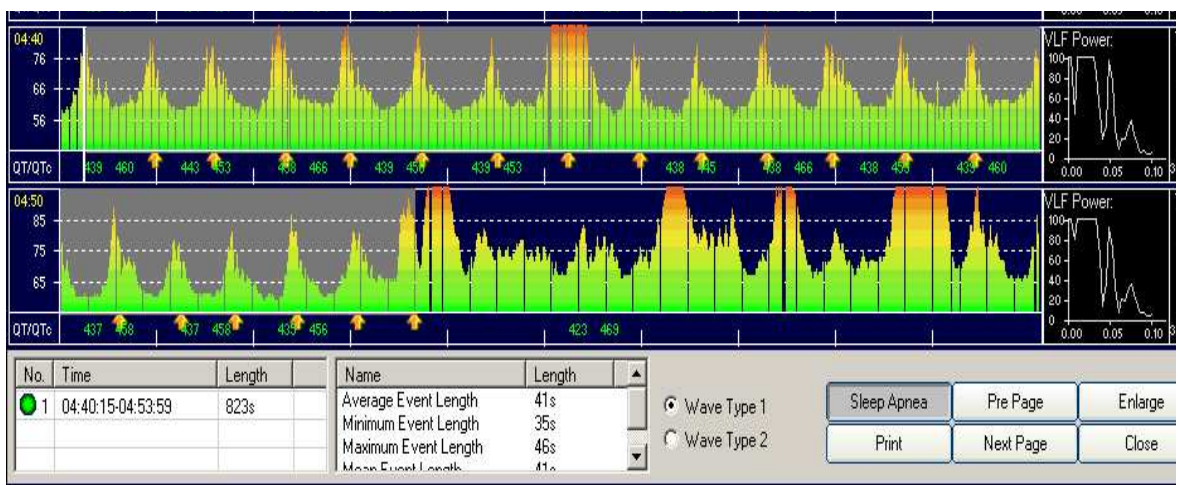 04:40
76
66
56
VLF Power:
100
80
60
40
20
0
0.00 0.05 0.10
QT/QTc 439 460 443 453 466 439 439 453 438 445 466 438 439 460
04:50
85
75
65
VLF Power:
100
80
60
40
20
0
0.00 0.05 0.10
QT/QTc 437 458 456 423 469
No. Time Length
1 04:40:15-04:53:59 823s
Name Length
Average Event Length 41s
Minimum Event Length 35s
Maximum Event Length 46s
Wave Type 1
Wave Type 2
Sleep Apnea Pre Page Enlarge
Print Next Page Close